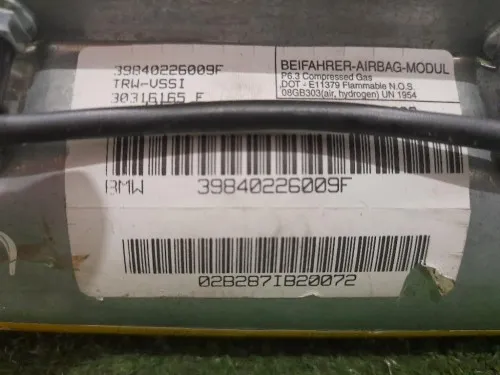 39840226009F
TRW-VSSI
30316165 F
BEIFAHRER-AIRBAG-MODUL
P6.3 Compressed Gas
DOT - E11379 Flammable N.O.S.
08GB303(air, hydrogen) UN 1954
BMW 39840226009F
02B287IB20072